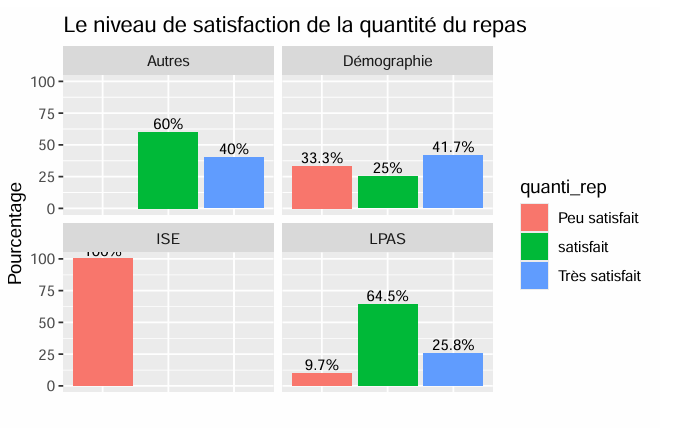 Le niveau de satisfaction de la quantité du repas
Autres
Démographie
100
75
50
25
0
60%
40%
33.3%
25%
41.7%
ISE
LPAS
100
75
50
25
0
100%
9.7%
64.5%
25.8%
Pourcentage
quanti_rep
Peu satisfait
satisfait
Très satisfait